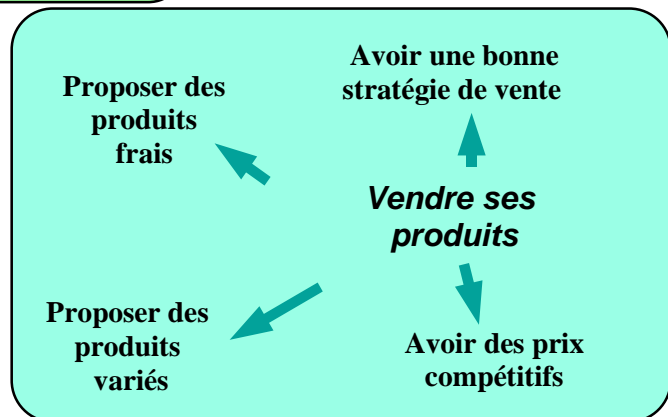 Proposer des
produits
frais
Avoir une bonne
stratégie de vente
Vendre ses
produits
Proposer des
produits
variés
Avoir des prix
compétitifs